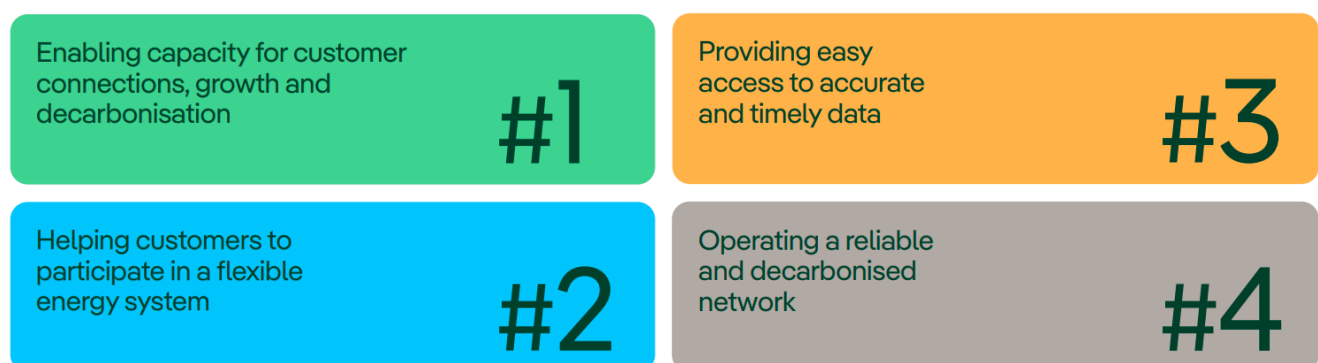 Enabling capacity for customer
connections, growth and
decarbonisation
#1
Helping customers to
participate in a flexible
energy system
#2
Providing easy
access to accurate
and timely data
#3
Operating a reliable
and decarbonised
network
#4